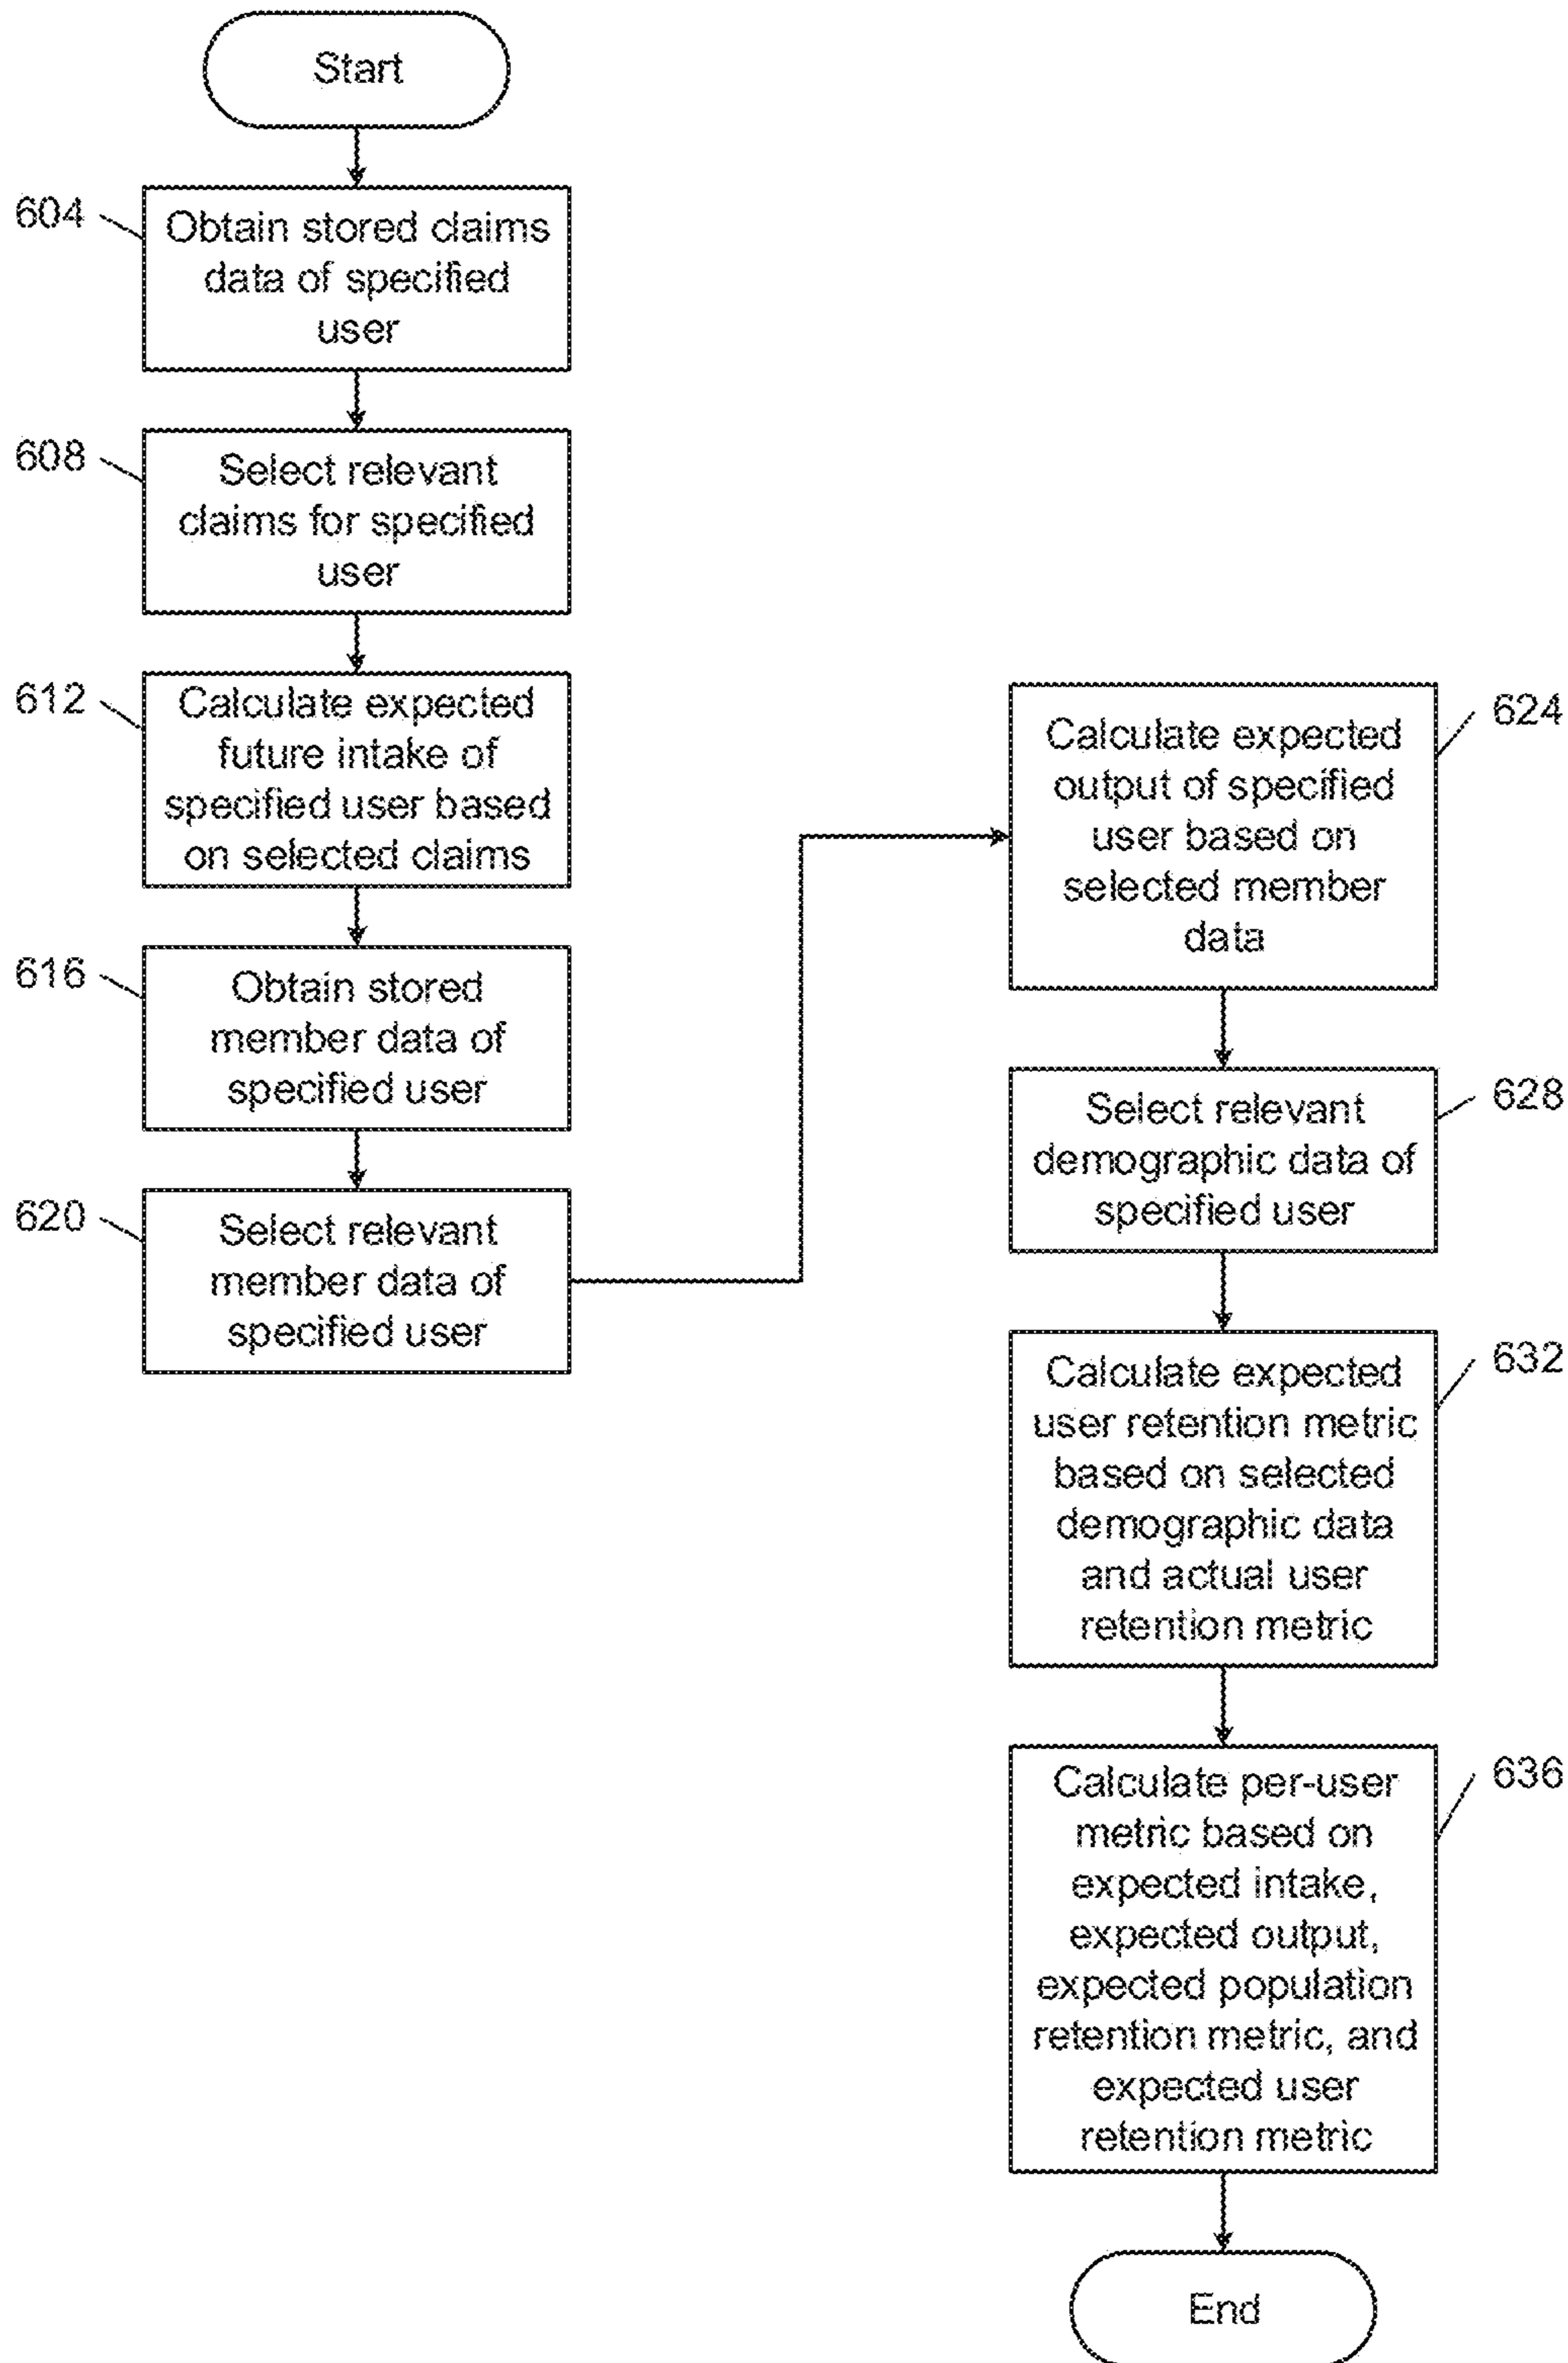 Start
604
Obtain stored claims
data of specified
user
608
Select relevant
claims for specified
user
612
Calculate expected
future intake of
specified user based
on selected claims
616
Obtain stored
member data of
specified user
620
Select relevant
member data of
specified user
624
Calculate expected
output of specified
user based on
selected member
data
628
Select relevant
demographic data of
specified user
632
Calculate expected
user retention metric
based on selected
demographic data
and actual user
retention metric
636
Calculate per-user
metric based on
expected intake,
expected output,
expected population
retention metric, and
expected user
retention metric
End